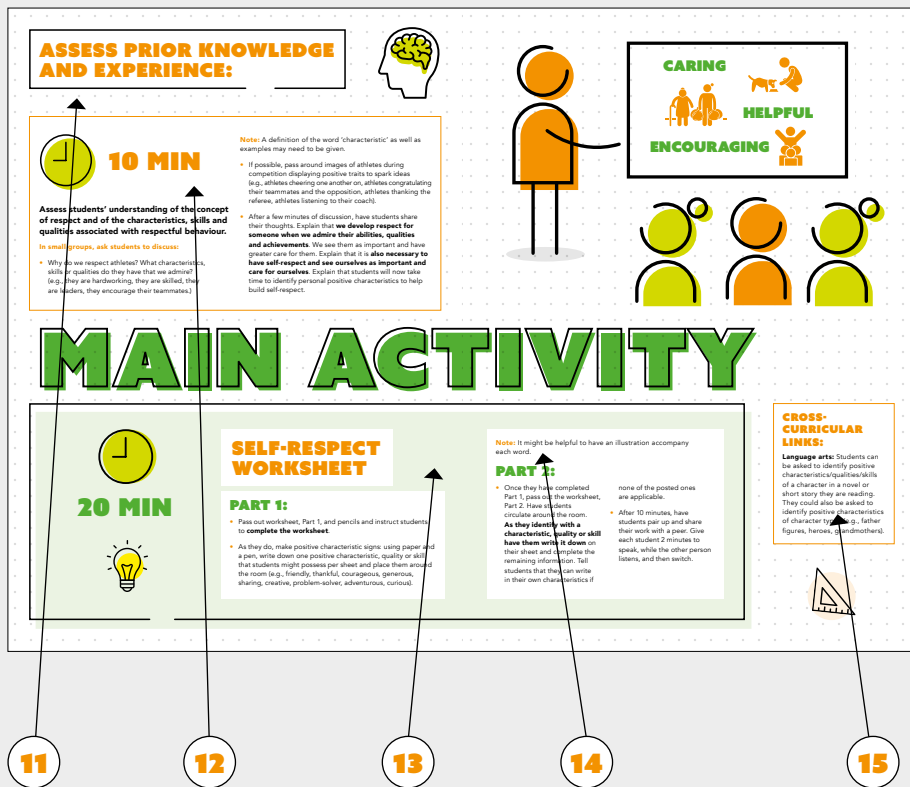 ASSESS PRIOR KNOWLEDGE
AND EXPERIENCE:
10 MIN
Assess students' understanding of the concept
of respect and of the characteristics, skills and
qualities associated with respectful behaviour.
In small groups, ask students to discuss:
• Why do we respect athletes? What characteristics,
skills or qualities do they have that we admire?
(e.g., they are hardworking, they are skilled, they
are leaders, they encourage their teammates.)
Note: A definition of the word 'characteristic' as well as
examples may need to be given.
• If possible, pass around images of athletes during
competition displaying positive traits to spark ideas
(e.g., athletes cheering one another on, athletes congratulating
their teammates and the opposition, athletes thanking the
referee, athletes listening to their coach).
• After a few minutes of discussion, have students share
their thoughts. Explain that we develop respect for
someone when we admire their abilities, qualities
and achievements. We see them as important and have
greater care for them. Explain that it is also necessary to
have self-respect and see ourselves as important and
care for ourselves. Explain that students will now take
time to identify personal positive characteristics to help
build self-respect.
CARING
HELPFUL
ENCOURAGING
MAIN ACTIVITY
20 MIN
SELF-RESPECT
WORKSHEET
PART 1:
• Pass out worksheet, Part 1, and pencils and instruct students
to complete the worksheet.
• As they do, make positive characteristic signs: using paper and
a pen, write down one positive characteristic, quality or skill
that students might possess per sheet and place them around
the room (e.g., friendly, thankful, courageous, generous,
sharing, creative, problem-solver, adventurous, curious).
Note: It might be helpful to have an illustration accompany
each word.
PART 2:
• Once they have completed
Part 1, pass out the worksheet,
Part 2. Have students
circulate around the room.
As they identify with a
characteristic, quality or skill
have them write it down on
their sheet and complete the
remaining information. Tell
students that they can write
in their own characteristics if
none of the posted ones
are applicable.
• After 10 minutes, have
students pair up and share
their work with a peer. Give
each student 2 minutes to
speak, while the other person
listens, and then switch.
CROSS-
CURRICULAR
LINKS:
Language arts: Students can
be asked to identify positive
characteristics/qualities/skills
of a character in a novel or
short story they are reading.
They could also be asked to
identify positive characteristics
of character types (e.g., father
figures, heroes, grandmothers).
11
12
13
14
15